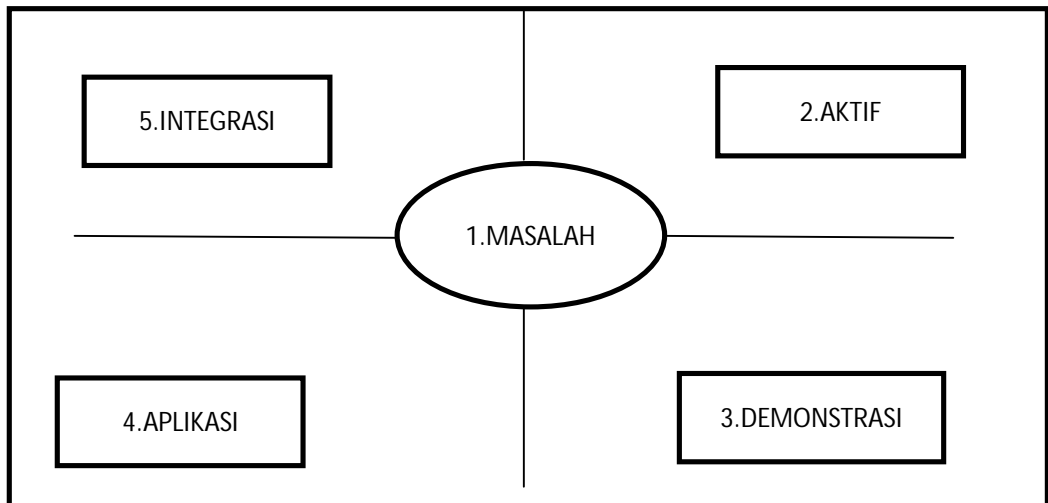 5.INTEGRASI
2.AKTIF
1.MASALAH
4.APLIKASI
3.DEMONSTRASI